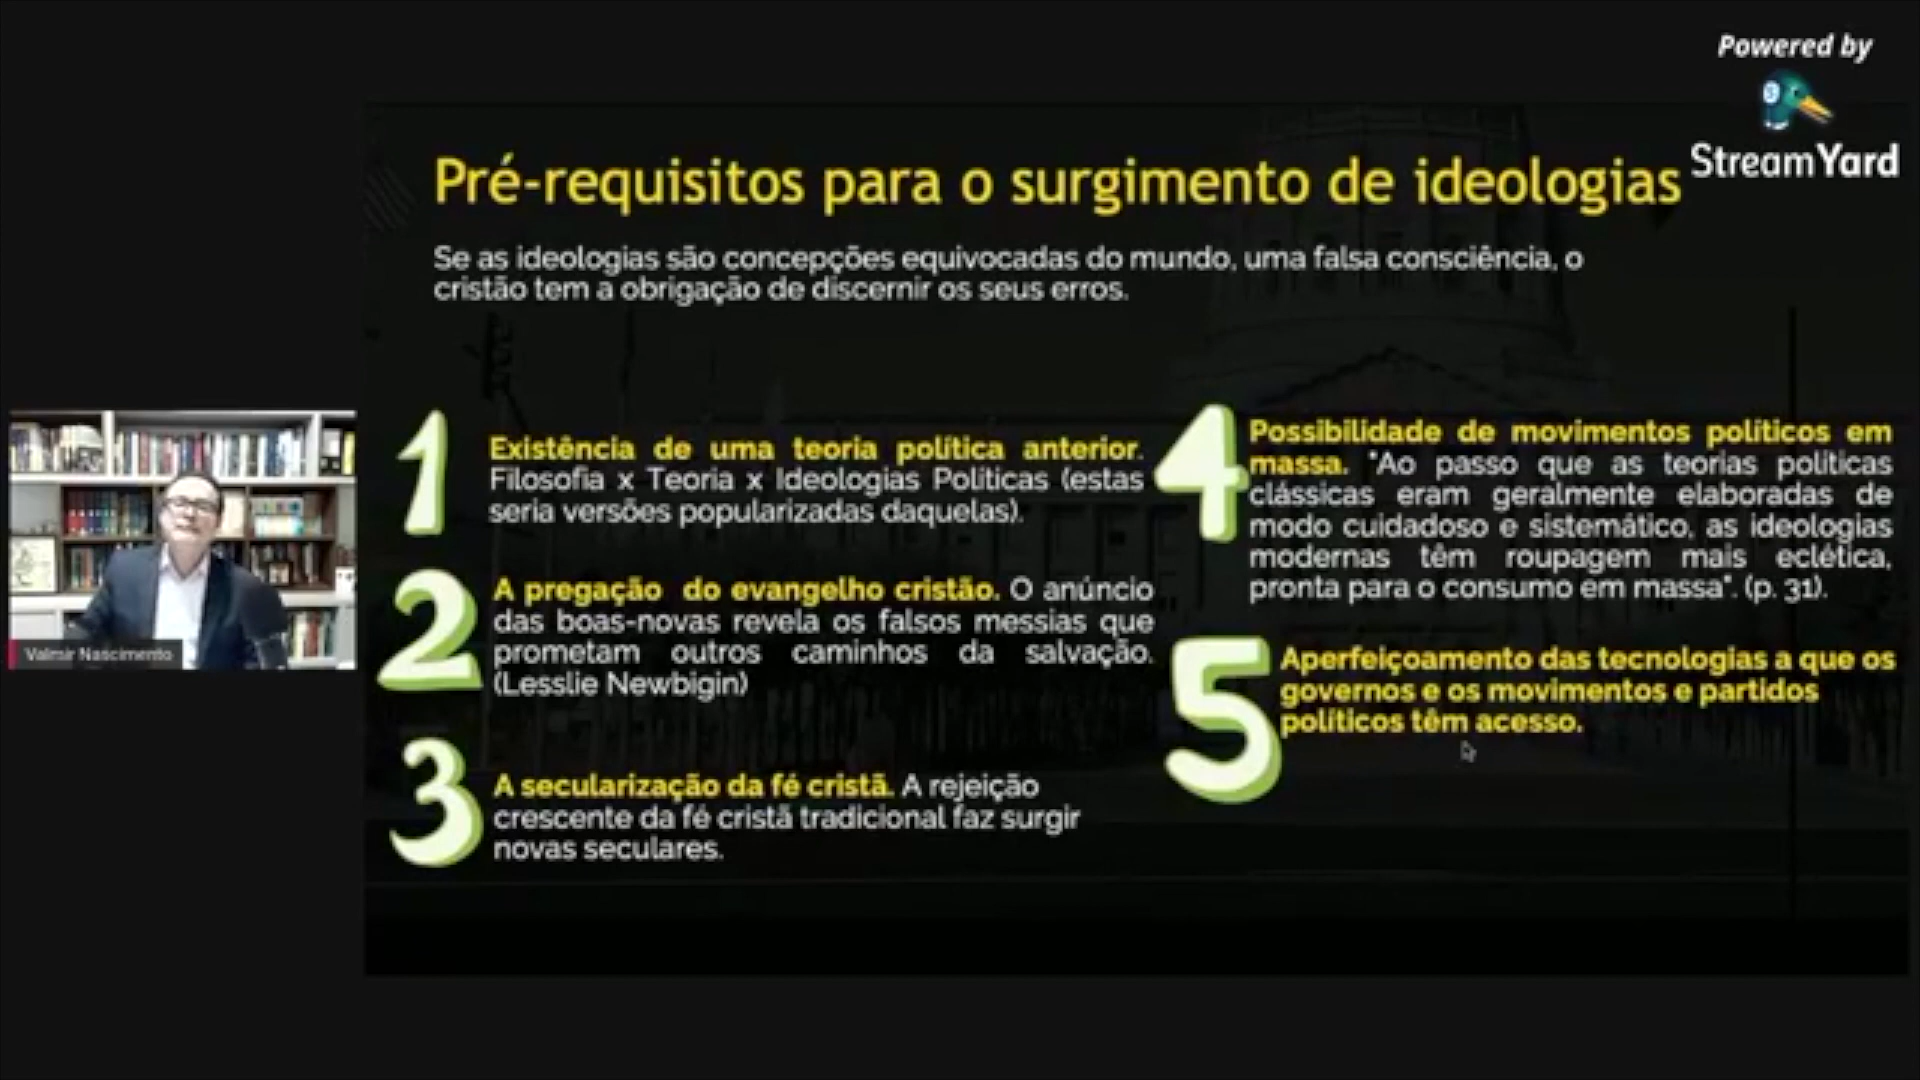 Powered by
StreamYard
Pré-requisitos para o surgimento de ideologias
Se as ideologias são concepções equivocadas do mundo, uma falsa consciência, o
cristão tem a obrigação de discernir os seus erros.
1
Existência de uma teoria política anterior.
Filosofia x Teoria x Ideologias Políticas (estas
seria versões popularizadas daquelas).
2
A pregação do evangelho cristão. O anúncio
das boas-novas revela os falsos messias que
prometam outros caminhos da salvação.
(Lesslie Newbigin)
3
A secularização da fé cristã. A rejeição
crescente da fé cristã tradicional faz surgir
novas seculares.
4
Possibilidade de movimentos políticos em
massa. "Ao passo que as teorias políticas
clássicas eram geralmente elaboradas de
modo cuidadoso e sistemático, as ideologias
modernas têm roupagem mais eclética,
pronta para o consumo em massa". (p. 31).
5
Aperfeiçoamento das tecnologias a que os
governos e os movimentos e partidos
políticos têm acesso.
Valmir Nascimento